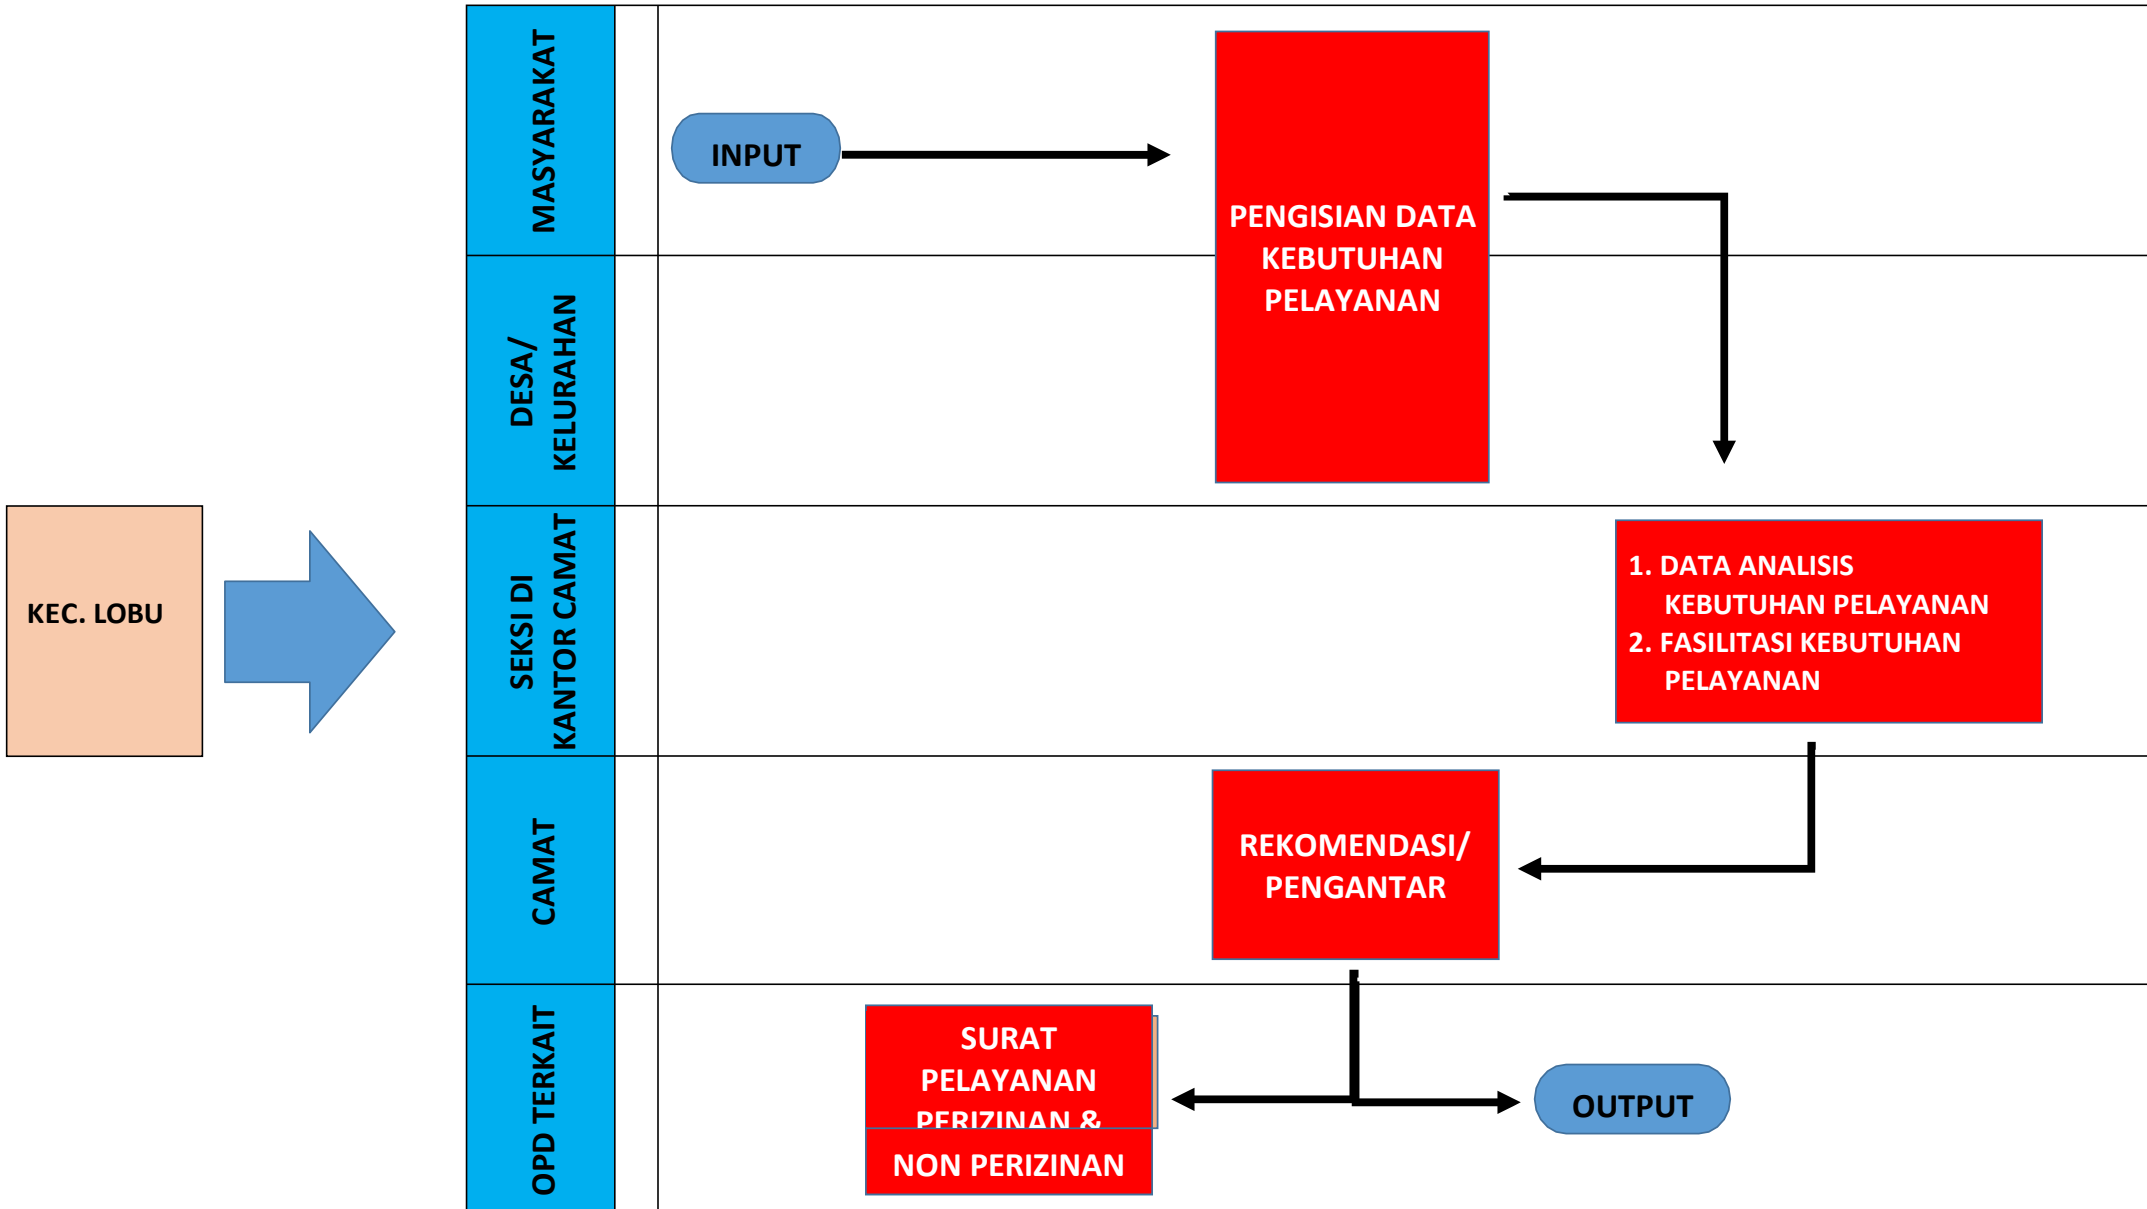 KEC. LOBU
MASYARAKAT
INPUT
PENGISIAN DATA
KEBUTUHAN
PELAYANAN
DESA/
KELURAHAN
SEKSI DI
KANTOR CAMAT
1. DATA ANALISIS
KEBUTUHAN PELAYANAN
2. FASILITASI KEBUTUHAN
PELAYANAN
CAMAT
REKOMENDASI/
PENGANTAR
OPD TERKAIT
SURAT
PELAYANAN
PERIZINAN &
NON PERIZINAN
OUTPUT